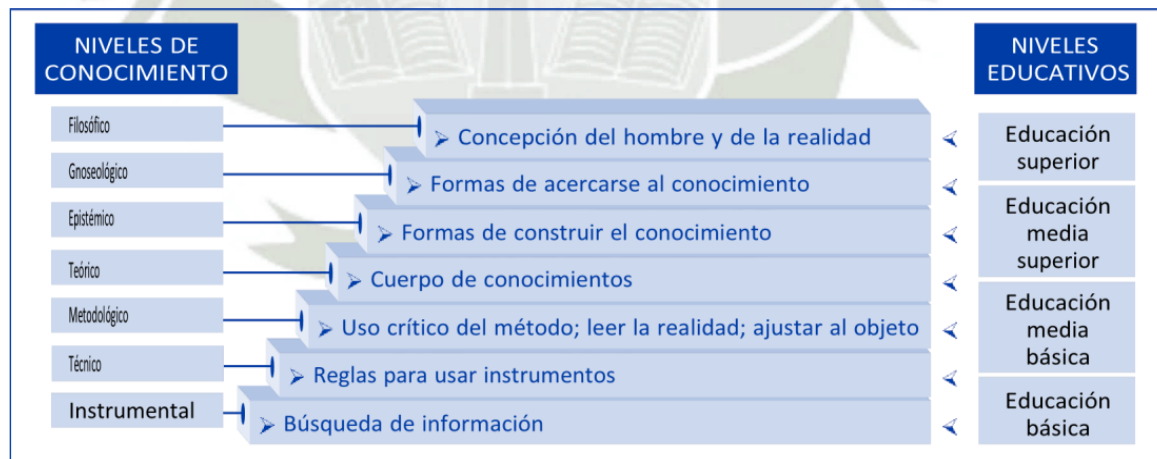 NIVELES DE
CONOCIMIENTO
NIVELES
EDUCATIVOS
Filosófico
➢ Concepción del hombre y de la realidad
Educación
superior
Gnoseológico
➢ Formas de acercarse al conocimiento
Epistémico
➢ Formas de construir el conocimiento
Educación
media
superior
Teórico
➢ Cuerpo de conocimientos
Metodológico
➢ Uso crítico del método; leer la realidad; ajustar al objeto
Educación
media
básica
Técnico
➢ Reglas para usar instrumentos
Instrumental
➢ Búsqueda de información
Educación
básica